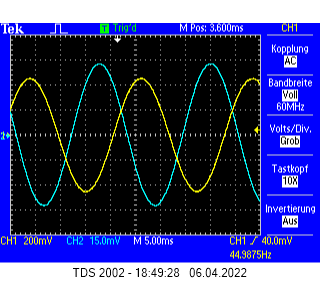 Tek Trig'd M Pos: 3.600ms CH1
Kopplung
AC
Bandbreite
Voll
60MHz
Volts/Div.
Grob
Tastkopf
10X
Invertierung
Aus
2
CH1 200mV CH2 15.0mV M 5.00ms CH1 40.0mV
44.9875Hz
TDS 2002 - 18:49:28 06.04.2022